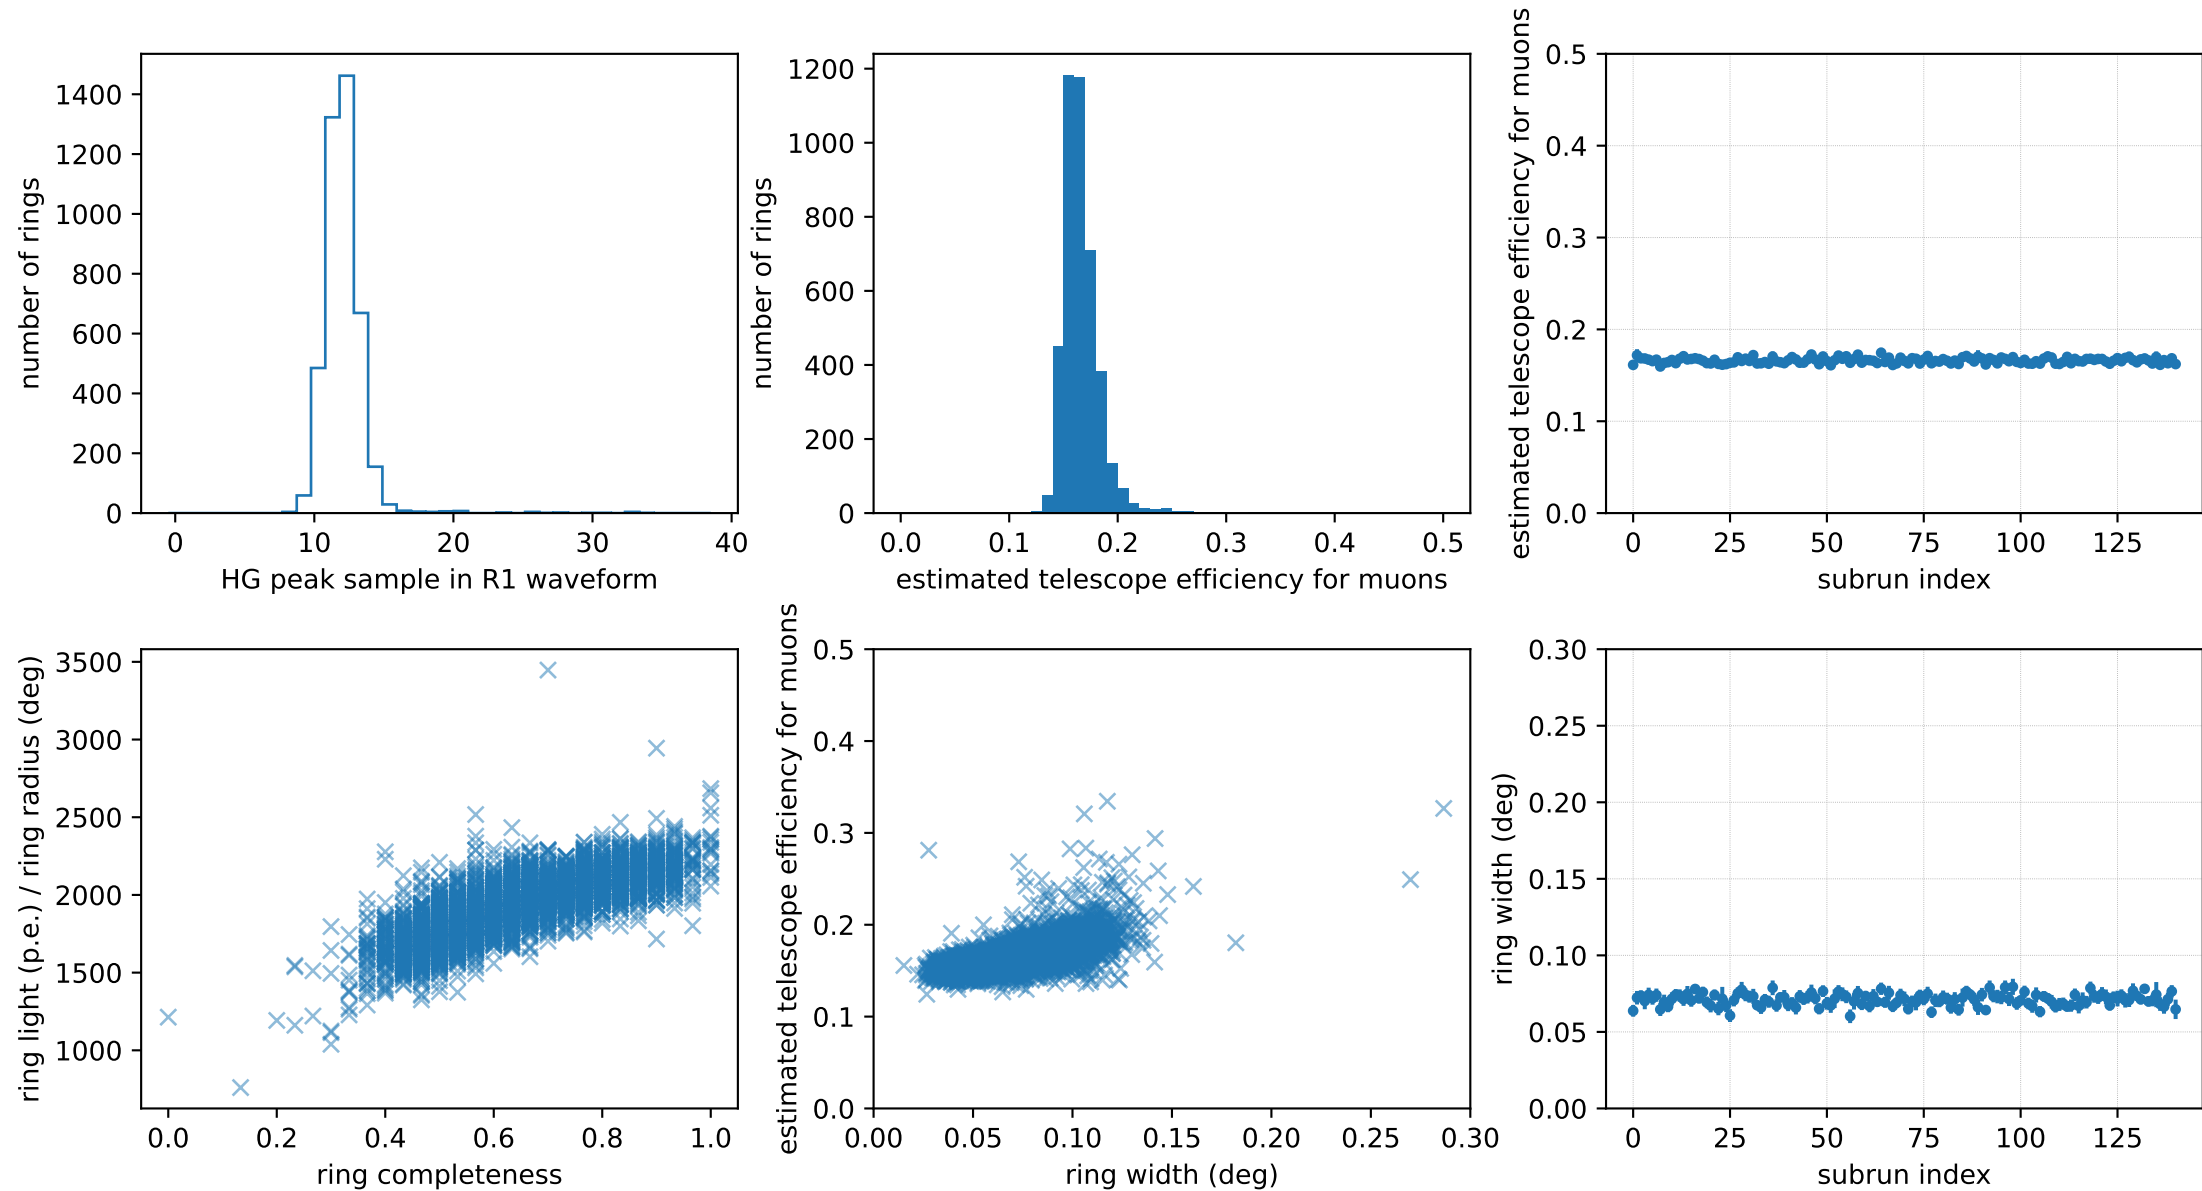 number of rings
1400
1200
1000
800
600
400
200
0
0 10 20 30 40
HG peak sample in R1 waveform
number of rings
1200
1000
800
600
400
200
0
0.0 0.1 0.2 0.3 0.4 0.5
estimated telescope efficiency for muons
estimated telescope efficiency for muons
0.5
0.4
0.3
0.2
0.1
0.0
0 25 50 75 100 125
subrun index
ring light (p.e.) / ring radius (deg)
3500
3000
2500
2000
1500
1000
0.0 0.2 0.4 0.6 0.8 1.0
ring completeness
estimated telescope efficiency for muons
0.5
0.4
0.3
0.2
0.1
0.0
0.00 0.05 0.10 0.15 0.20 0.25 0.30
ring width (deg)
ring width (deg)
0.30
0.25
0.20
0.15
0.10
0.05
0.00
0 25 50 75 100 125
subrun index